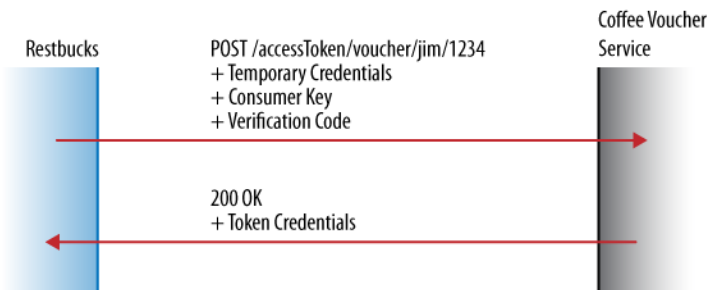 Restbucks
Coffee Voucher
Service
POST /accessToken/voucher/jim/1234
+ Temporary Credentials
+ Consumer Key
+ Verification Code
200 OK
+ Token Credentials